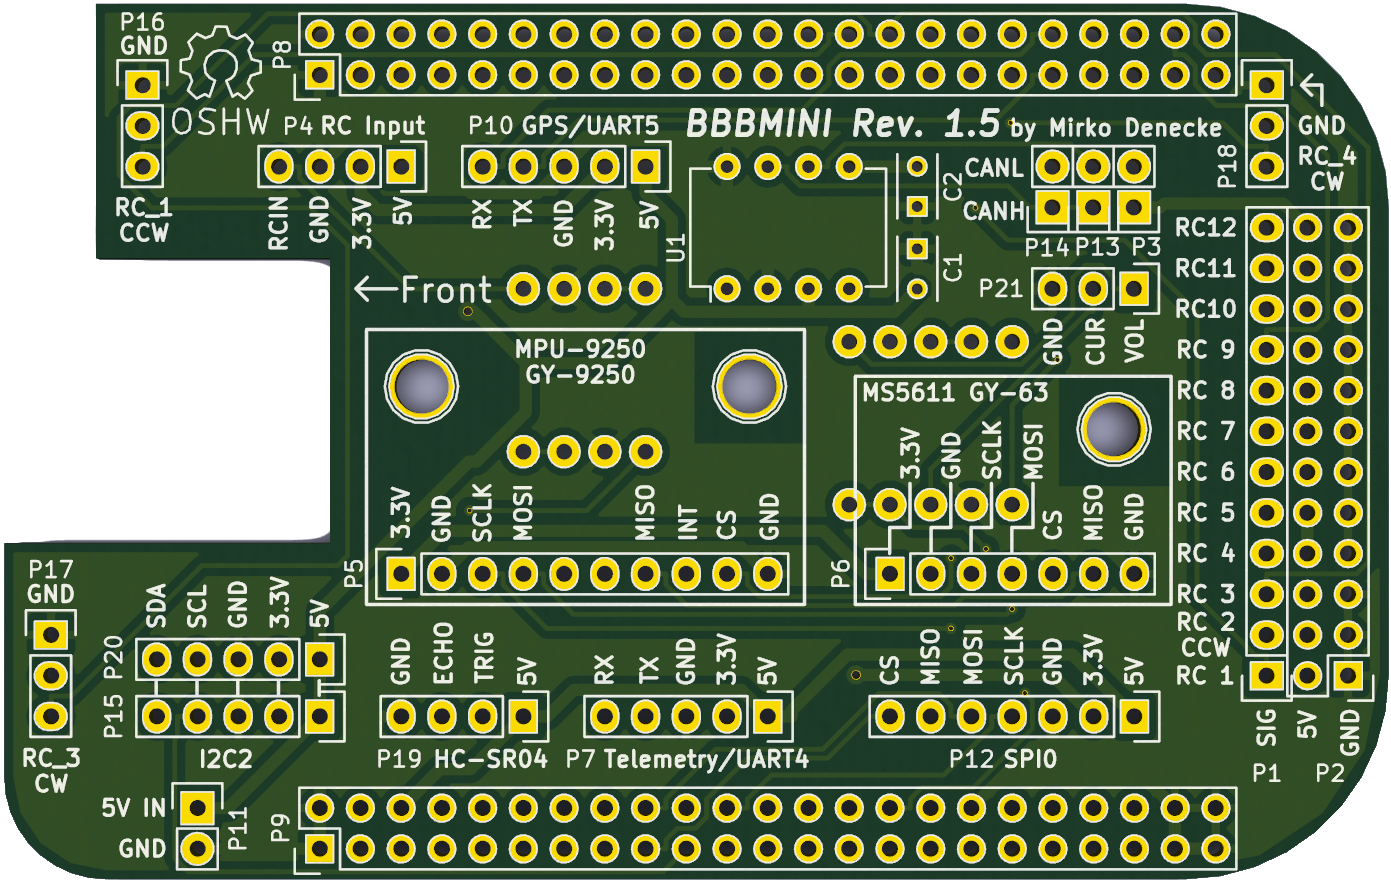 P16
GND
P8
OSHW
P4 RC Input
P10 GPS/UART5
BBBMINI Rev. 1.5 by Mirko Denecke
GND
RC_4
CW
P18
RC_1
CCW
RCIN
GND
3.3V
5V
RX
TX
GND
3.3V
5V
U1
C2
C1
CANL
CANH
P14
P13
P3
P21
GND
CUR
VOL
←Front
MPU-9250
GY-9250
MS5611 GY-63
RC12
RC11
RC10
RC 9
RC 8
RC 7
RC 6
RC 5
RC 4
RC 3
RC 2
CCW
RC 1
P5
3.3V
GND
SCLK
MOSI
MISO
INT
CS
GND
P6
3.3V
GND
SCLK
MOSI
CS
MISO
GND
P17
GND
RC_3
CW
P20
P15
SDA
SCL
GND
3.3V
5V
I2C2
GND
ECHO
TRIG
5V
P19 HC-SR04
RX
TX
GND
3.3V
5V
P7 Telemetry/UART4
CS
MISO
MOSI
SCLK
GND
3.3V
5V
P12 SPI0
SIG
5V
GND
P1
P2
5V IN
GND
P11
P9